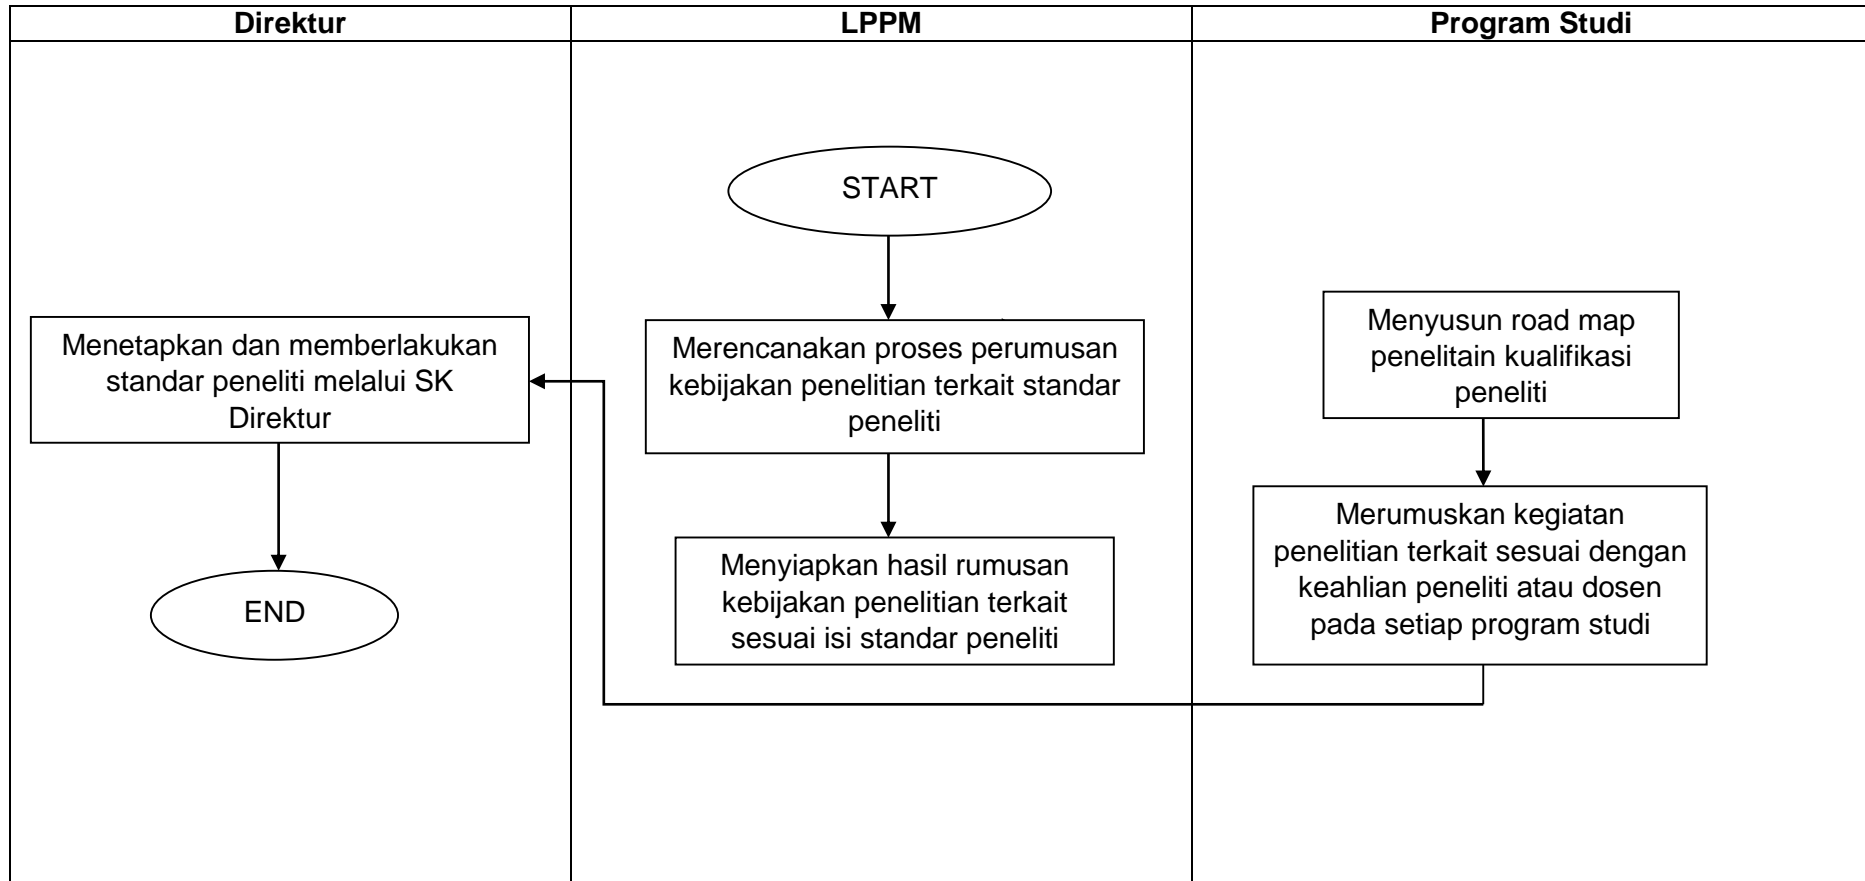 Direktur
LPPM
Program Studi
START
Merencanakan proses perumusan
kebijakan penelitian terkait standar
peneliti
Menyiapkan hasil rumusan
kebijakan penelitian terkait
sesuai isi standar peneliti
Menyusun road map
penelitain kualifikasi
peneliti
Merumuskan kegiatan
penelitian terkait sesuai dengan
keahlian peneliti atau dosen
pada setiap program studi
Menetapkan dan memberlakukan
standar peneliti melalui SK
Direktur
END